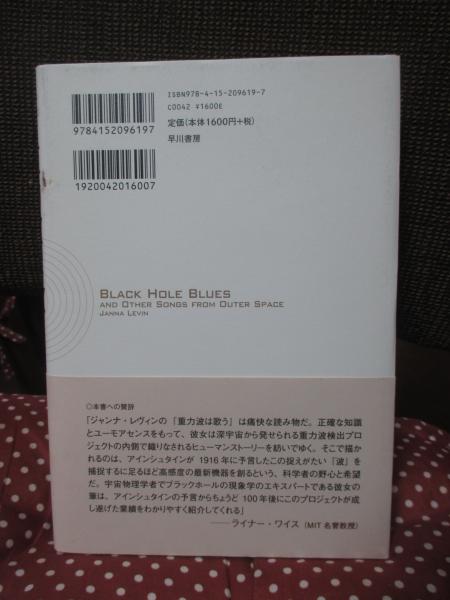 ISBN978-4-15-209619-7
C0042 ¥1600E
定価(本体1600円+税)
早川書房
9784152096197
1920042016007
BLACK HOLE BLUES
AND OTHER SONGS FROM OUTER SPACE
JANNA LEVIN
◎本書への賛辞
「ジャンナ・レヴィンの『重力波は歌う』は痛快な読み物だ。正確な知識
とユーモアセンスをもって、彼女は深宇宙から発せられる重力波検出プロ
ジェクトの内側で織りなされるヒューマンストーリーを紡いでゆく。そこで描
かれるのは、アインシュタインが 1916 年に予言したこの捉えがたい「波」を
捕捉するに足るほど高感度の最新機器を創るという、科学者の野心と希望
だ。宇宙物理学者でブラックホールの現象学のエキスパートである彼女の
筆は、アインシュタインの予言からちょうど 100 年後にこのプロジェクトが成
し遂げた業績をわかりやすく紹介してくれる」
——ライナー・ワイス（MIT 名誉教授）